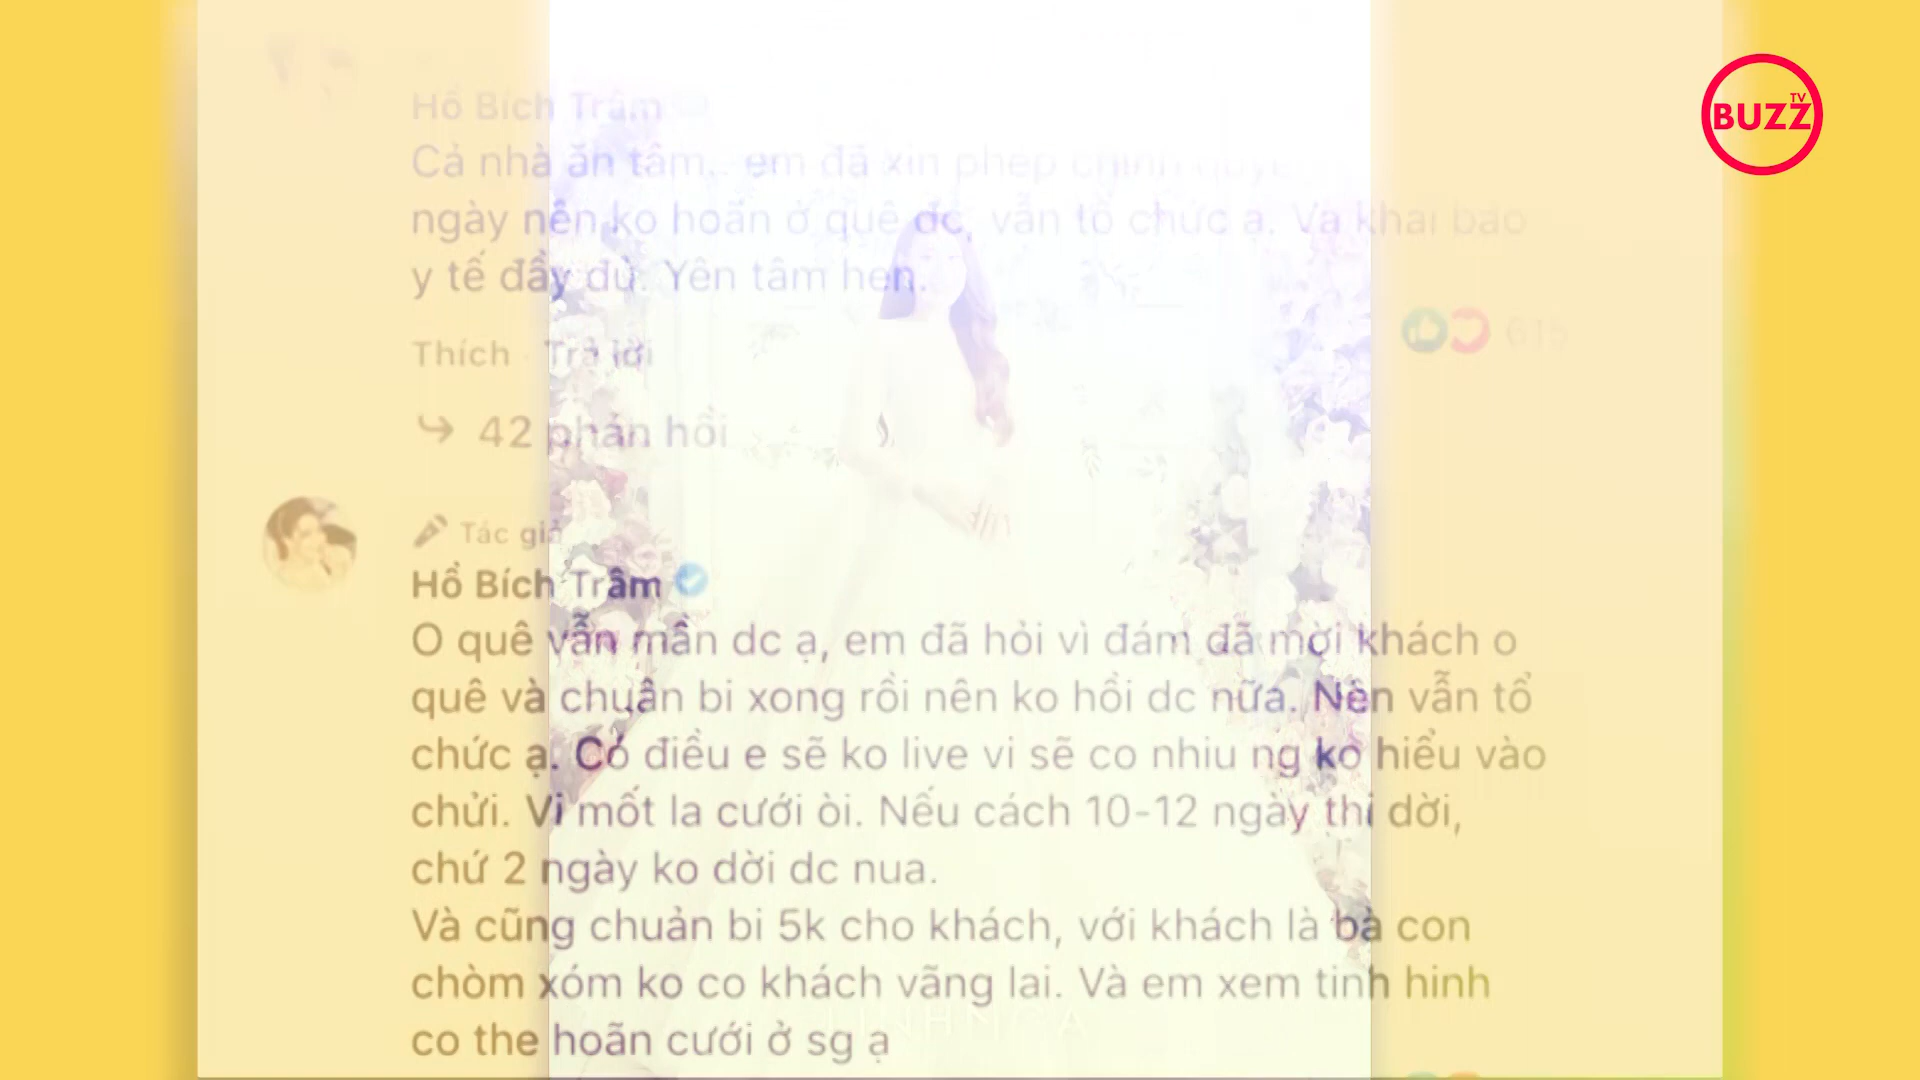 TV
BUZZ
Hồ Bích Trâm
Cả nhà ăn tâm.. em đã xin phép chính
ngày nên ko hoãn ở quê đc, vẫn tổ chức ạ. Và khai báo
y tế đầy đủ. Yên tâm hen.
Thích · Trả lời
615
42 phản hồi
Tác giả
Hồ Bích Trâm
O quê vẫn mần dc ạ, em đã hỏi vì đám đã mời khách o
quê và chuẩn bi xong rồi nên ko hồi dc nữa. Nên vẫn tổ
chức ạ. Có điều e sẽ ko live vi sẽ co nhiu ng ko hiểu vào
chửi. Vi mốt la cưới òi. Nếu cách 10-12 ngày thi dời,
chứ 2 ngày ko dời dc nua.
Và cũng chuản bi 5k cho khách, với khách là bà con
chòm xóm ko co khách vãng lai. Và em xem tinh hinh
co the hoãn cưới ở sg ạ